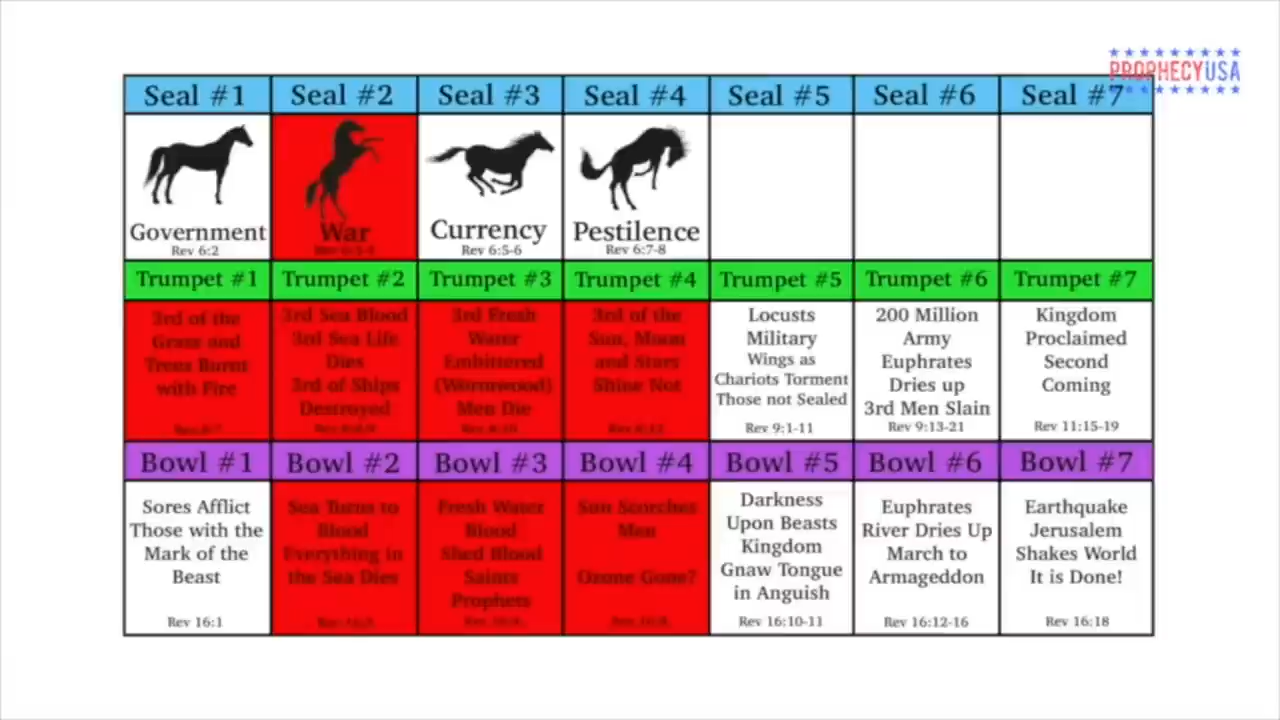 PROPHECYUSA
Seal #1 Seal #2 Seal #3 Seal #4 Seal #5 Seal #6 Seal #7
Government War Currency Pestilence
Rev 6:2 Rev 6:5-6 Rev 6:7-8
Trumpet #1 Trumpet #2 Trumpet #3 Trumpet #4 Trumpet #5 Trumpet #6 Trumpet #7
3rd of the
Grass and
Trees Burnt
with Fire
3rd Sea Blood
3rd Sea Life
Dies
3rd of Ships
Destroyed
3rd Fresh
Water
Embittered
(Wormwood)
Men Die
3rd of the
Sun, Moon
and Stars
Shine Not
Locusts
Military
Wings as
Chariots Torment
Those not Sealed
Rev 9:1-11
200 Million
Army
Euphrates
Dries up
3rd Men Slain
Rev 9:13-21
Kingdom
Proclaimed
Second
Coming
Rev 11:15-19
Bowl #1 Bowl #2 Bowl #3 Bowl #4 Bowl #5 Bowl #6 Bowl #7
Sores Afflict
Those with the
Mark of the
Beast
Rev 16:1
Sea Turns to
Blood
Everything in
the Sea Dies
Fresh Water
Blood
Shed Blood
Saints
Prophets
Sun Scorches
Men
Ozone Gone?
Darkness
Upon Beasts
Kingdom
Gnaw Tongue
in Anguish
Rev 16:10-11
Euphrates
River Dries Up
March to
Armageddon
Rev 16:12-16
Earthquake
Jerusalem
Shakes World
It is Done!
Rev 16:18